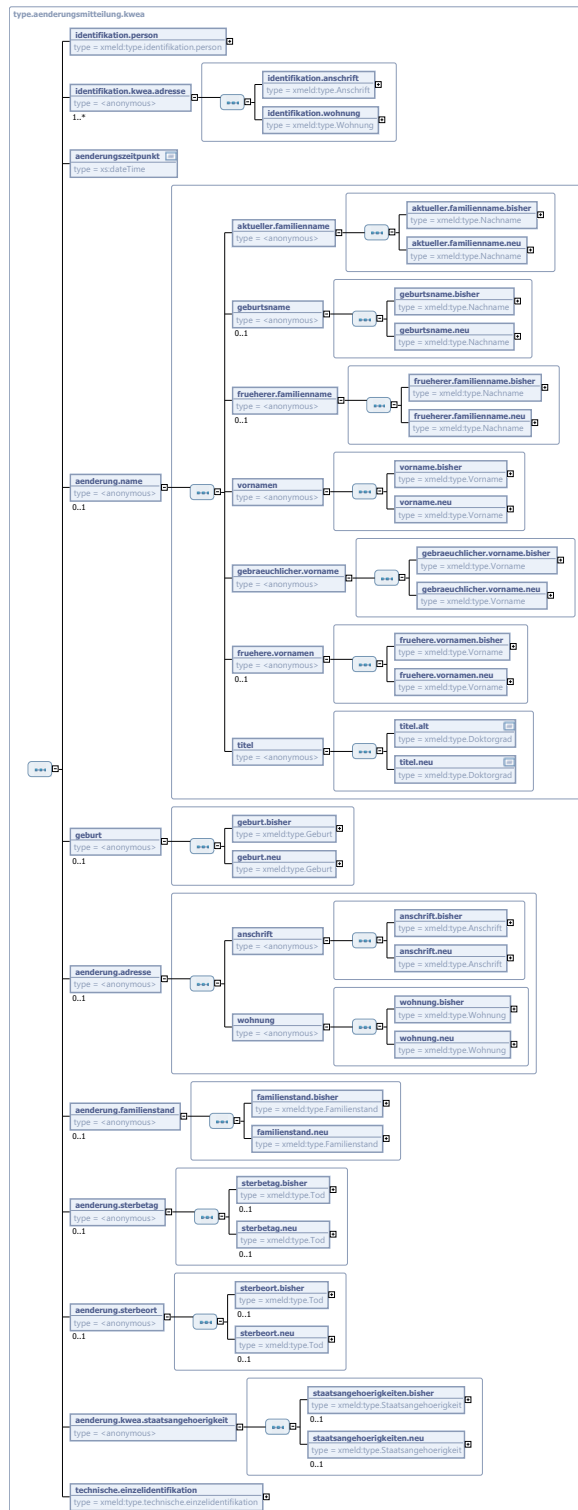 type.aenderungsmitteilung.kwea
identifikation.person
type = xmeld:type.identifikation.person
identifikation.kwea.adresse
type = <anonymous>
1..*
identifikation.anschrift
type = xmeld:type.Anschrift
identifikation.wohnung
type = xmeld:type.Wohnung
aenderungszeitpunkt
type = xs:dateTime
aenderung.name
type = <anonymous>
0..1
aktueller.familienname
type = <anonymous>
aktueller.familienname.bisher
type = xmeld:type.Nachname
aktueller.familienname.neu
type = xmeld:type.Nachname
geburtsname
type = <anonymous>
0..1
geburtsname.bisher
type = xmeld:type.Nachname
geburtsname.neu
type = xmeld:type.Nachname
frueherer.familienname
type = <anonymous>
0..1
frueherer.familienname.bisher
type = xmeld:type.Nachname
frueherer.familienname.neu
type = xmeld:type.Nachname
vornamen
type = <anonymous>
vorname.bisher
type = xmeld:type.Vorname
vorname.neu
type = xmeld:type.Vorname
gebraeuchlicher.vorname
type = <anonymous>
gebraeuchlicher.vorname.bisher
type = xmeld:type.Vorname
gebraeuchlicher.vorname.neu
type = xmeld:type.Vorname
fruehere.vornamen
type = <anonymous>
0..1
fruehere.vornamen.bisher
type = xmeld:type.Vorname
fruehere.vornamen.neu
type = xmeld:type.Vorname
titel
type = <anonymous>
titel.alt
type = xmeld:type.Doktorgrad
titel.neu
type = xmeld:type.Doktorgrad
geburt
type = <anonymous>
0..1
geburt.bisher
type = xmeld:type.Geburt
geburt.neu
type = xmeld:type.Geburt
aenderung.adresse
type = <anonymous>
0..1
anschrift
type = <anonymous>
anschrift.bisher
type = xmeld:type.Anschrift
anschrift.neu
type = xmeld:type.Anschrift
wohnung
type = <anonymous>
wohnung.bisher
type = xmeld:type.Wohnung
wohnung.neu
type = xmeld:type.Wohnung
aenderung.familienstand
type = <anonymous>
0..1
familienstand.bisher
type = xmeld:type.Familienstand
familienstand.neu
type = xmeld:type.Familienstand
aenderung.sterbetag
type = <anonymous>
0..1
sterbetag.bisher
type = xmeld:type.Tod
0..1
sterbetag.neu
type = xmeld:type.Tod
0..1
aenderung.sterbeort
type = <anonymous>
0..1
sterbeort.bisher
type = xmeld:type.Tod
0..1
sterbeort.neu
type = xmeld:type.Tod
0..1
aenderung.kwea.staatsangehoerigkeit
type = <anonymous>
staatsangehoerigkeiten.bisher
type = xmeld:type.Staatsangehoerigkeit
0..1
staatsangehoerigkeiten.neu
type = xmeld:type.Staatsangehoerigkeit
0..1
technische.einzelidentifikation
type = xmeld:type.technische.einzelidentifikation